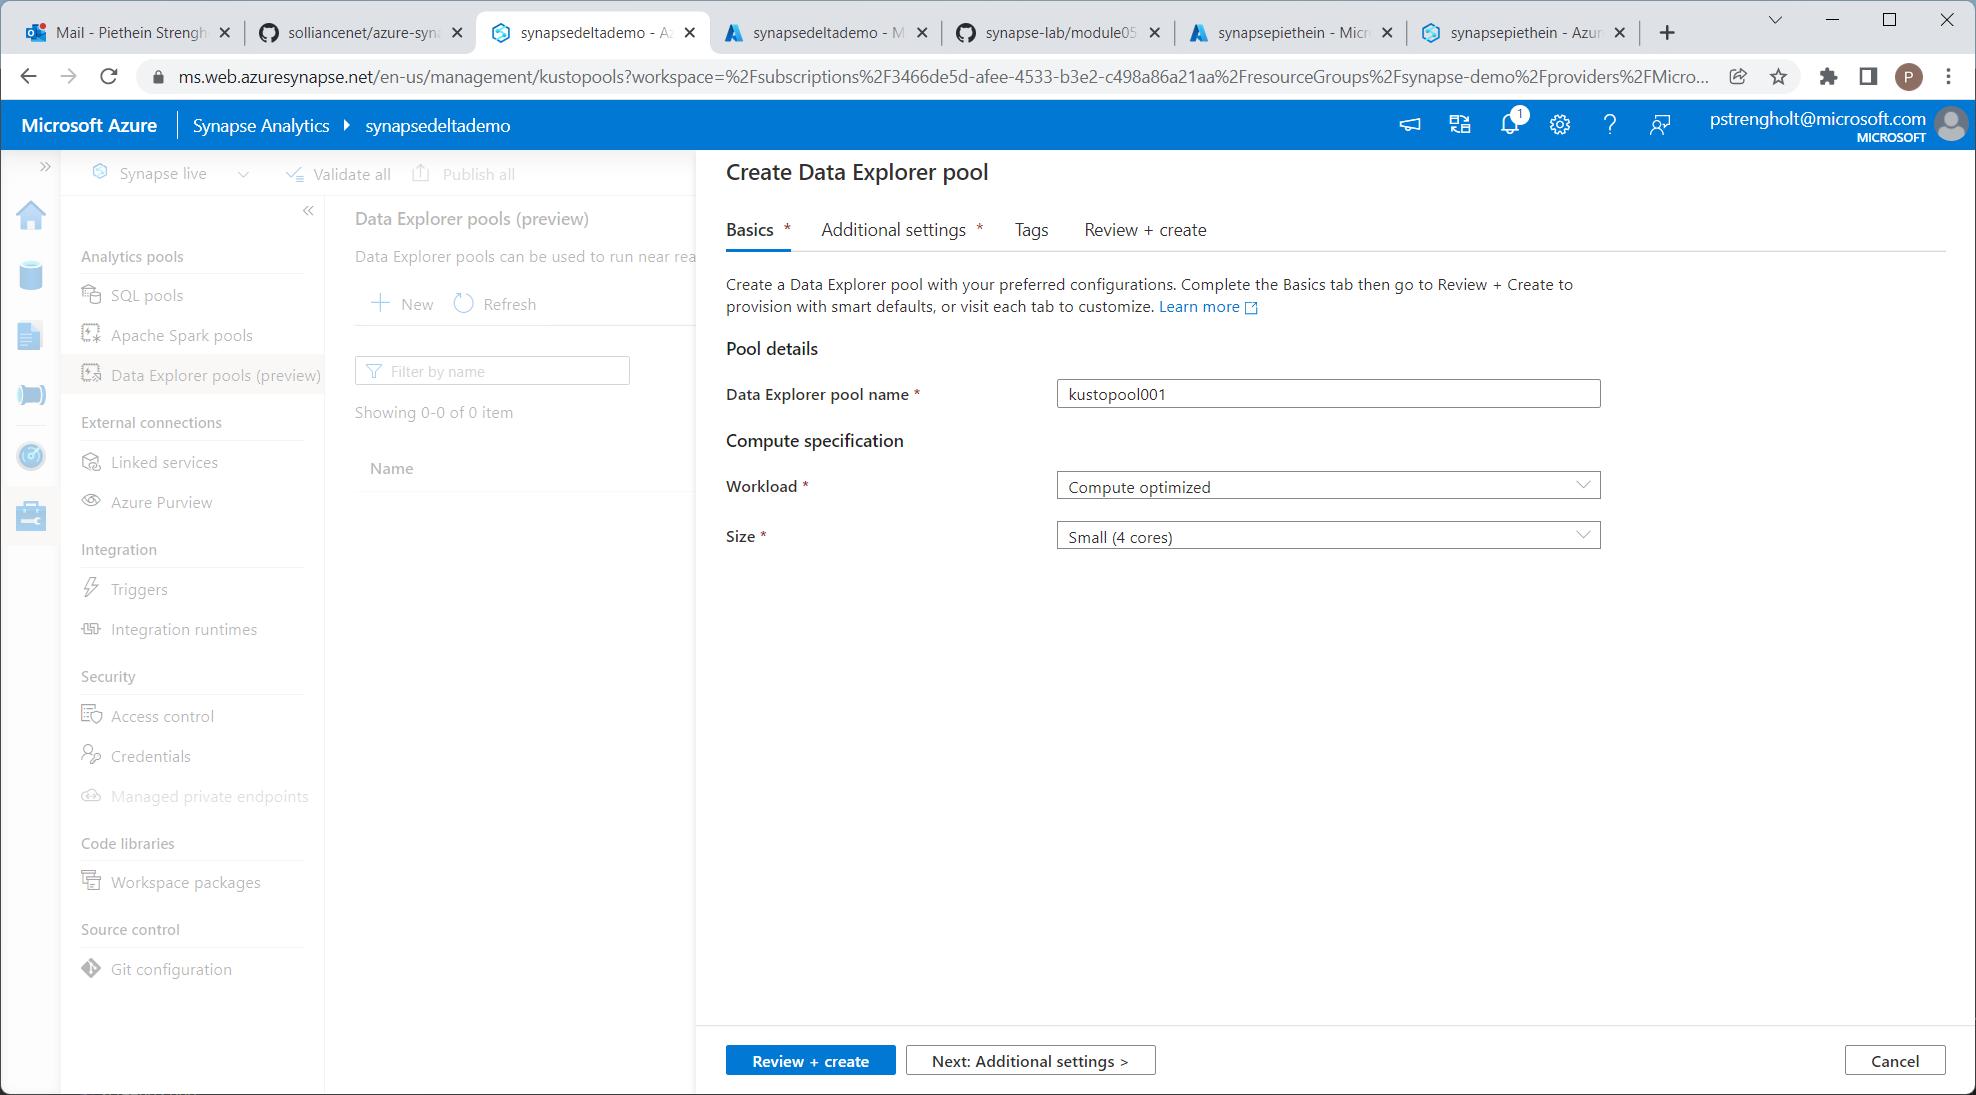 Mail - Piethein Strengh
solliancenet/azure-syna
synapsedeltademo - Az
synapsedeltademo - M
synapse-lab/module05
synapsepiethein - Micr
synapsepiethein - Azur
ms.web.azuresynapse.net/en-us/management/kustopools?workspace=%2Fsubscriptions%2F3466de5d-afee-4533-b3e2-c498a86a21aa%2FresourceGroups%2Fsynapse-demo%2Fproviders%2FMicro...
P
Microsoft Azure
Synapse Analytics
synapsedeltademo
1
pstrengholt@microsoft.com
MICROSOFT
Synapse live
Validate all
Publish all
Analytics pools
SQL pools
Apache Spark pools
Data Explorer pools (preview)
External connections
Linked services
Azure Purview
Integration
Triggers
Integration runtimes
Security
Access control
Credentials
Managed private endpoints
Code libraries
Workspace packages
Source control
Git configuration
Data Explorer pools (preview)
Data Explorer pools can be used to run near rea
New
Refresh
Filter by name
Showing 0-0 of 0 item
Name
Create Data Explorer pool
Basics *
Additional settings *
Tags
Review + create
Create a Data Explorer pool with your preferred configurations. Complete the Basics tab then go to Review + Create to
provision with smart defaults, or visit each tab to customize. Learn more
Pool details
Data Explorer pool name *
kustopool001
Compute specification
Workload *
Compute optimized
Size *
Small (4 cores)
Review + create
Next: Additional settings >
Cancel